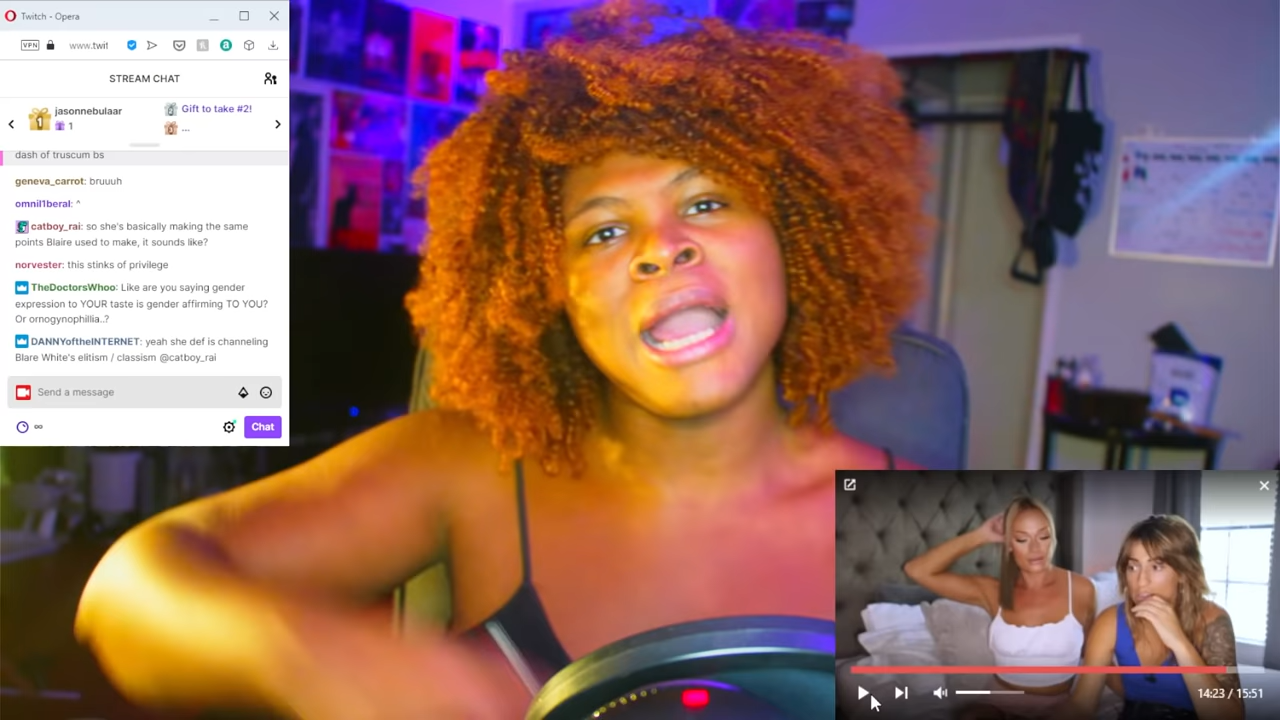 Twitch - Opera
VPN
www.twit
STREAM CHAT
jasonnebulaar
1
Gift to take #2!
...
dash of truscum bs
geneva_carrot: bruuuh
omnil1beral: ^
catboy_rai: so she's basically making the same
points Blaire used to make, it sounds like?
norvester: this stinks of privilege
TheDoctorsWhoo: Like are you saying gender
expression to YOUR taste is gender affirming TO YOU?
Or ornogynophillia..?
DANNYoftheINTERNET: yeah she def is channeling
Blare White's elitism / classism @catboy_rai
Send a message
∞
Chat
14:23 / 15:51